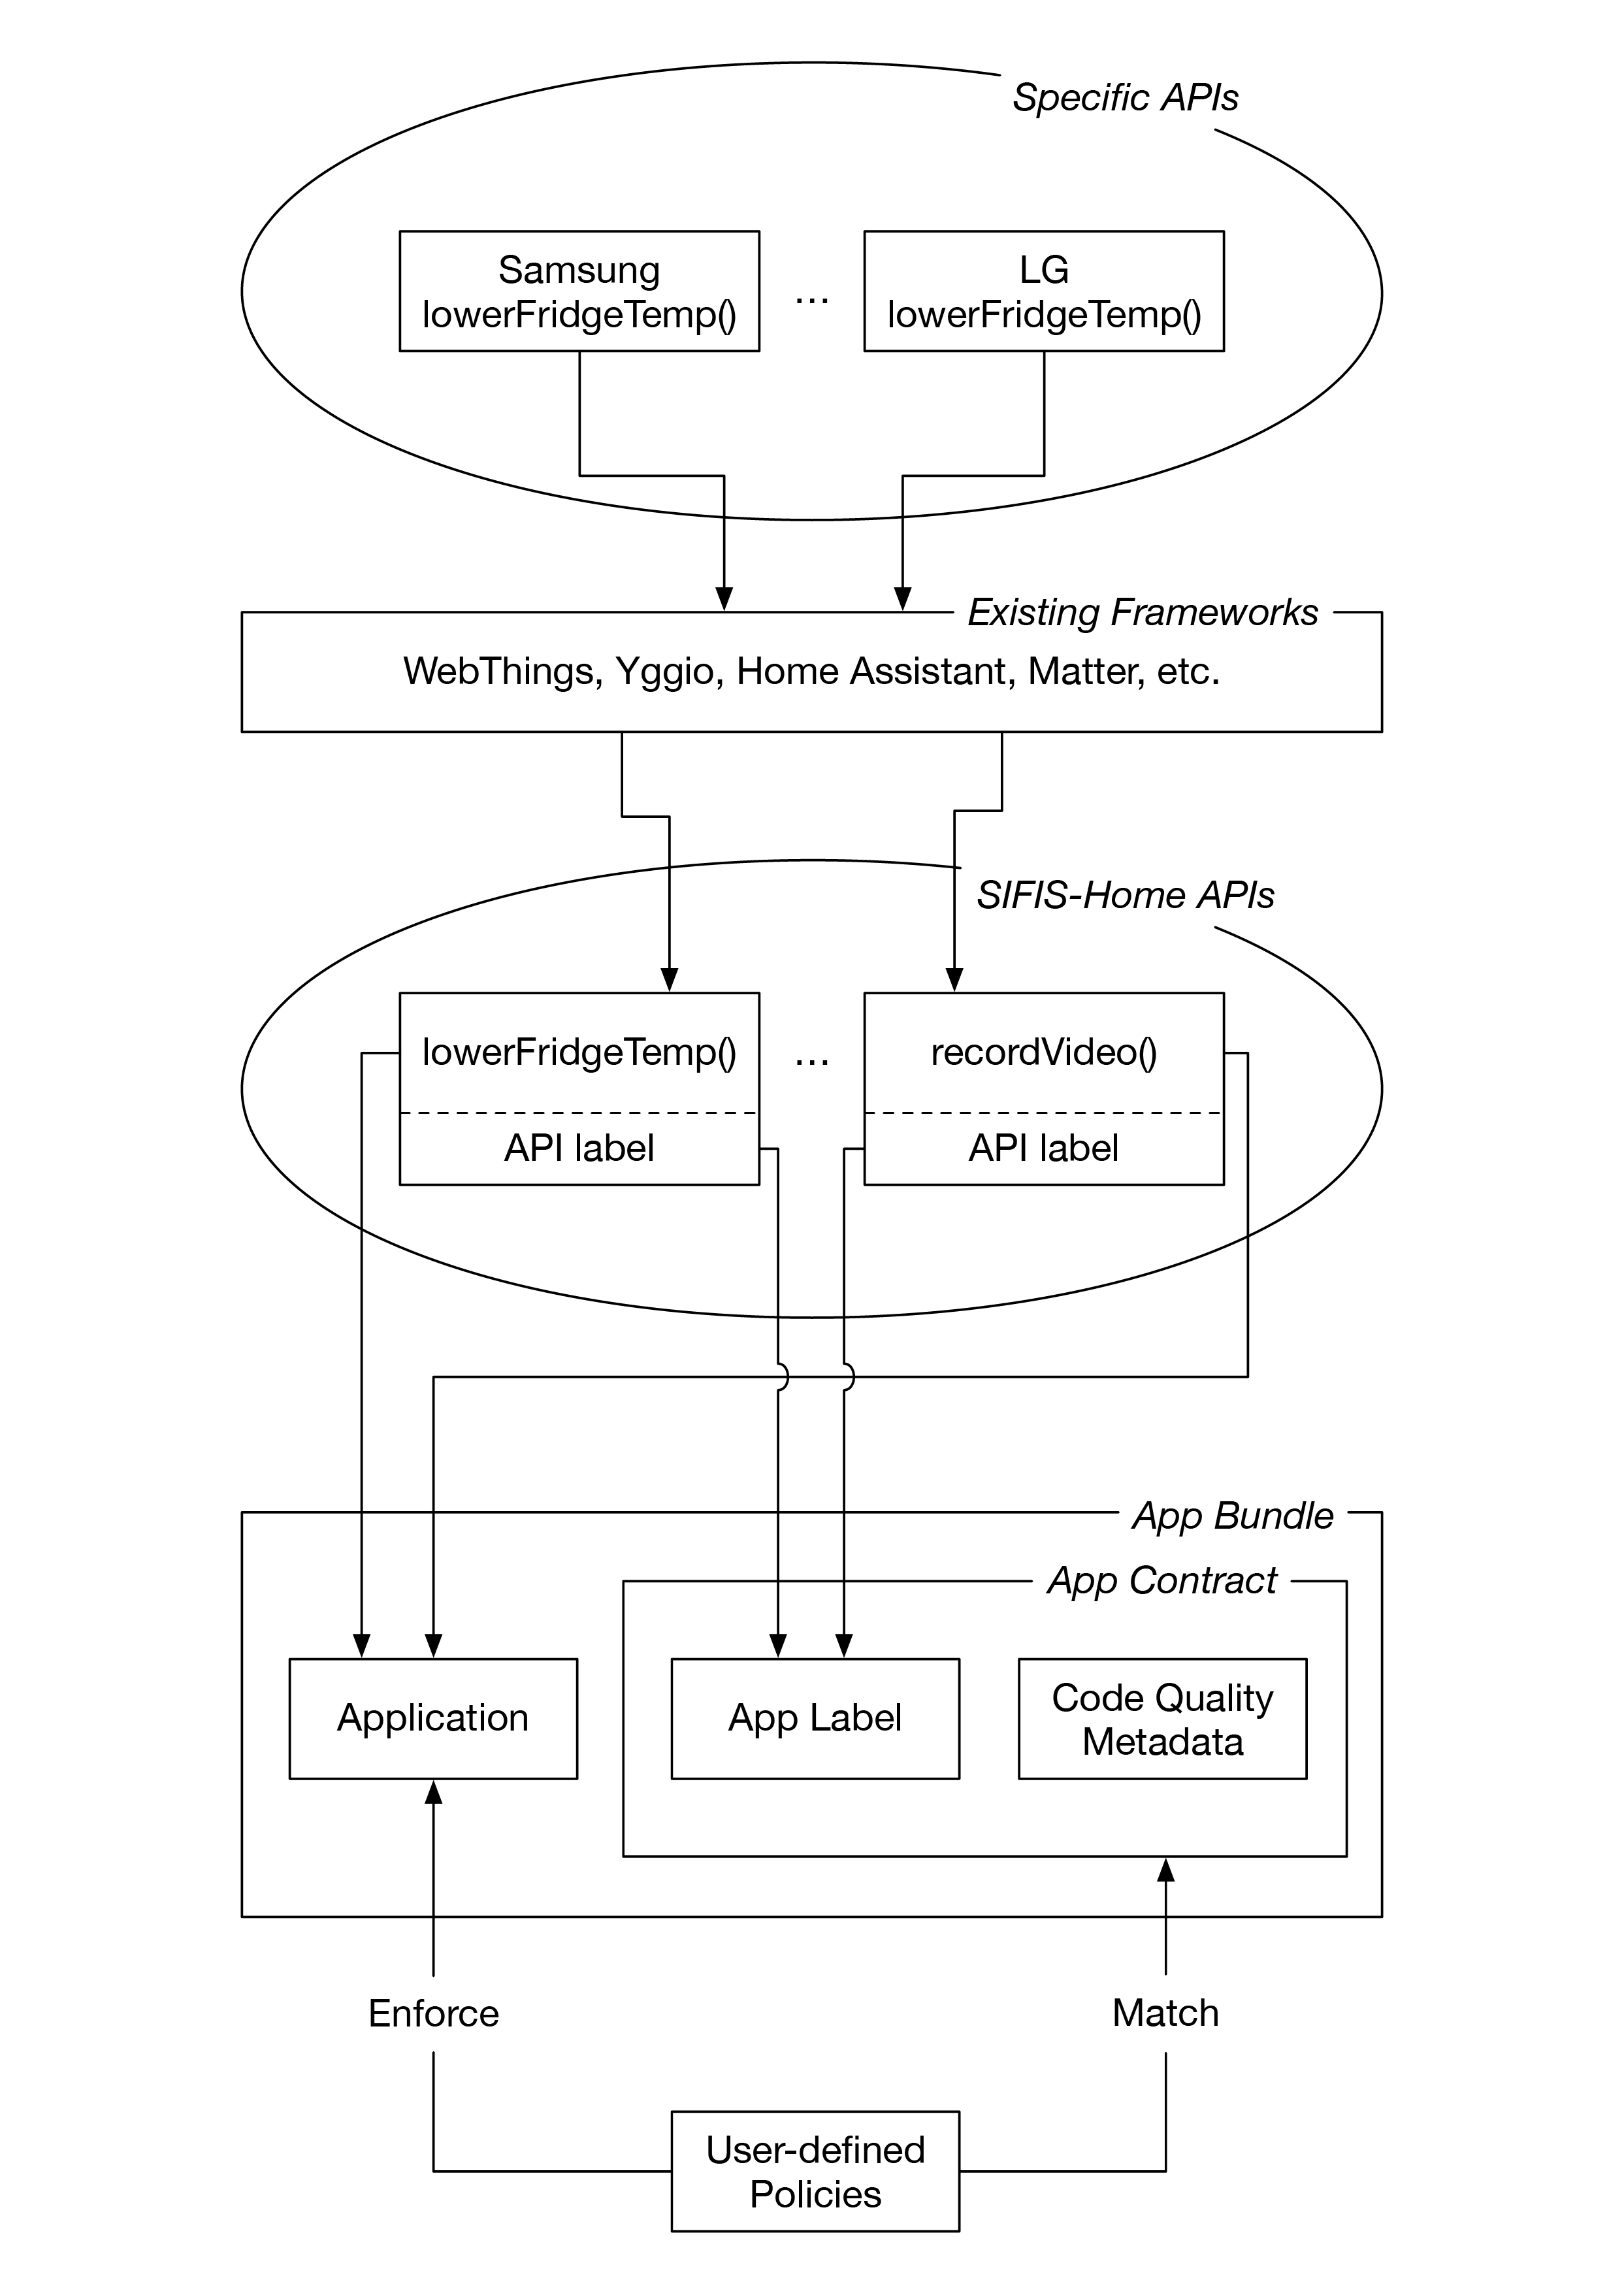 Specific APIs
Samsung
lowerFridgeTemp()
...
LG
lowerFridgeTemp()
Existing Frameworks
WebThings, Yggio, Home Assistant, Matter, etc.
SIFIS-Home APIs
lowerFridgeTemp()
API label
...
recordVideo()
API label
App Bundle
App Contract
Application
App Label
Code Quality
Metadata
Enforce
Match
User-defined
Policies